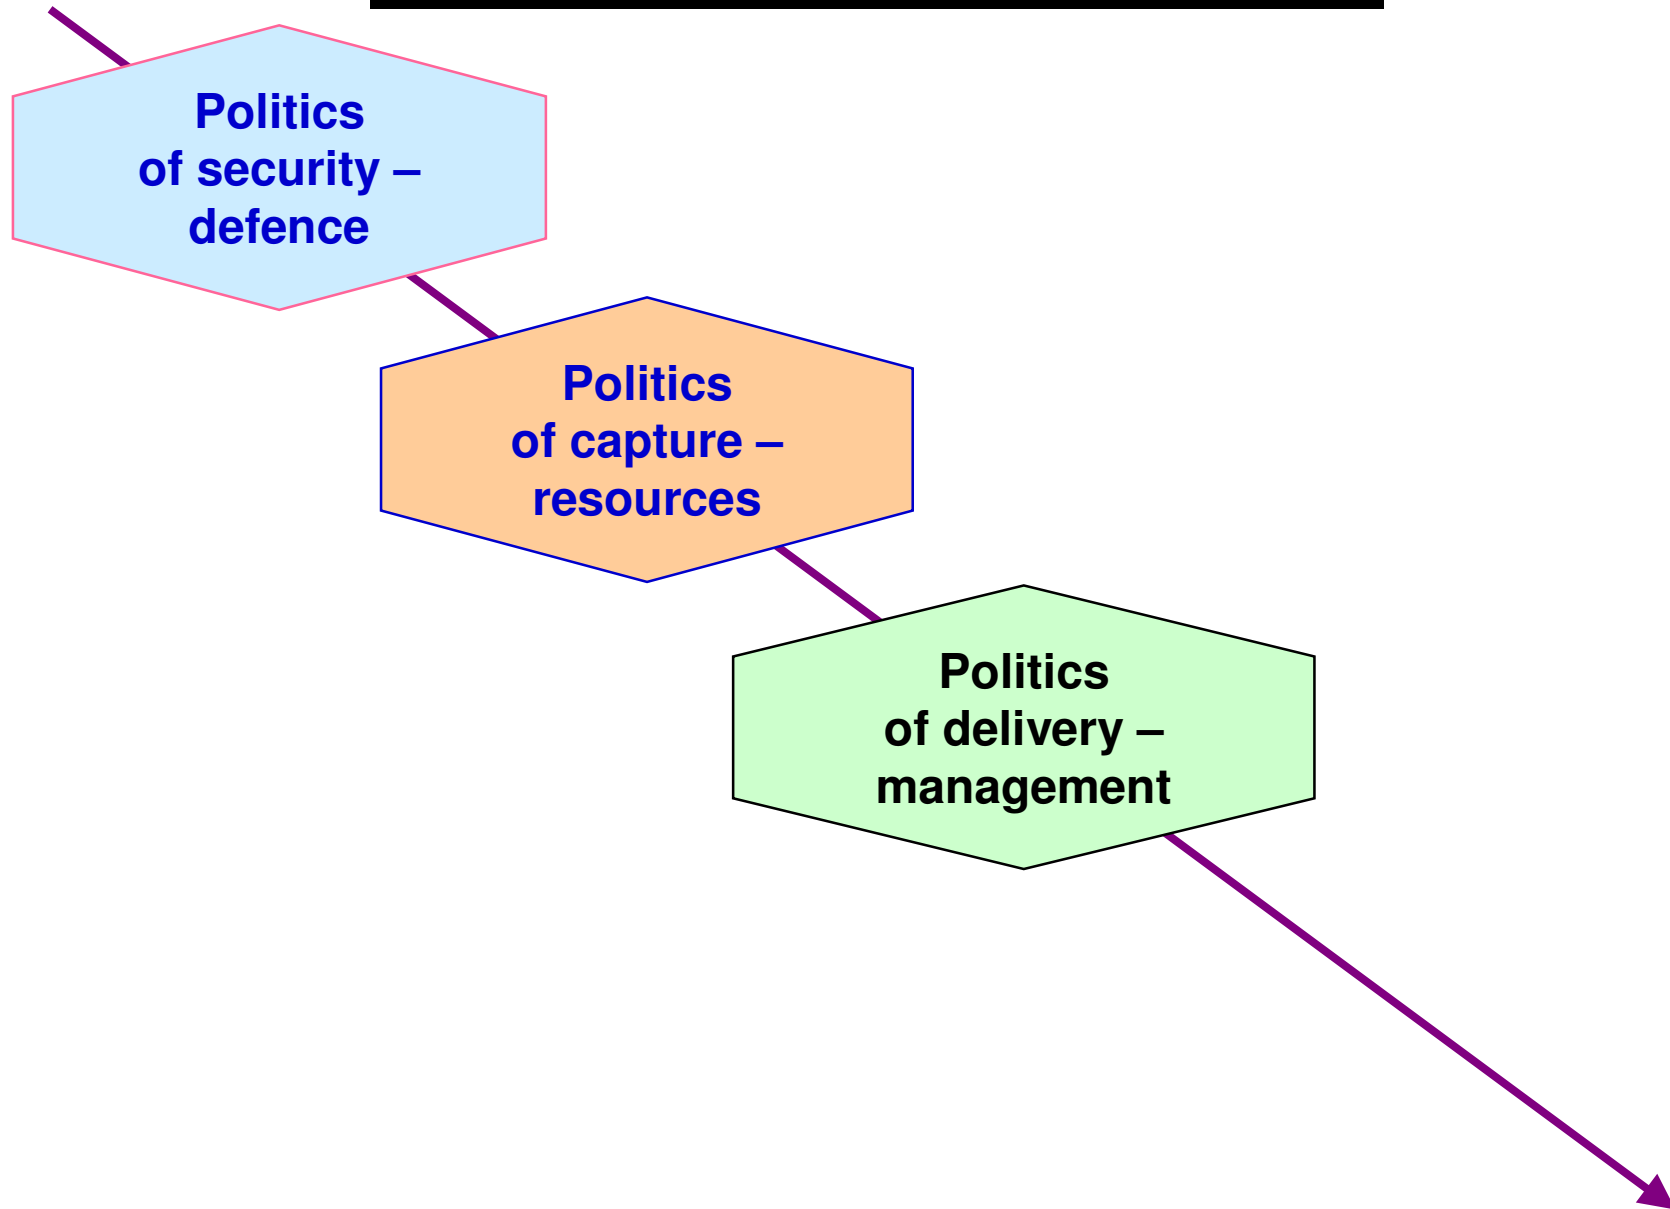 Politics
of security –
defence
Politics
of capture –
resources
Politics
of delivery –
management